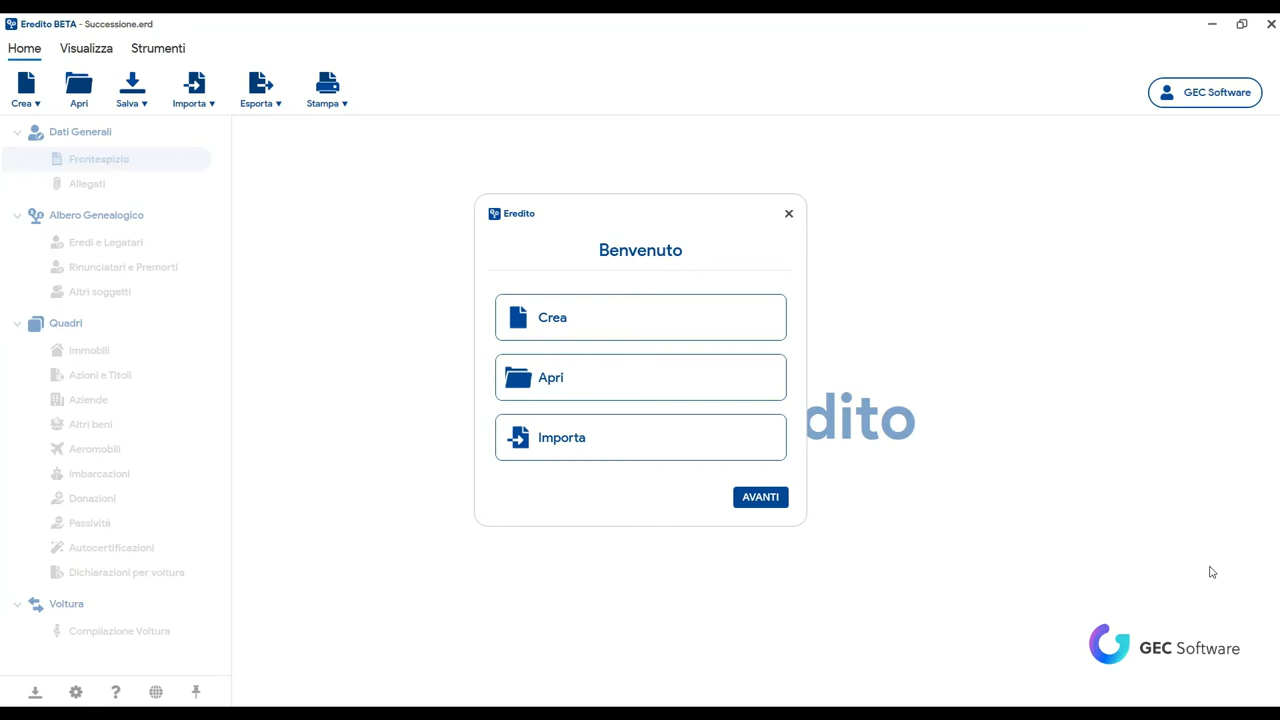 Eredito BETA - Successione.erd
Home Visualizza Strumenti
Crea Apri Salva Importa Esporta Stampa
GEC Software
Dati Generali
Frontespizio
Allegati
Albero Genealogico
Eredi e Legatari
Rinunciatari e Premorti
Altri soggetti
Quadri
Immobili
Azioni e Titoli
Aziende
Altri beni
Aeromobili
Imbarcazioni
Donazioni
Passività
Autocertificazioni
Dichiarazioni per voltura
Voltura
Compilazione Voltura
Eredito
Benvenuto
Crea
Apri
Importa
AVANTI
dito
GEC Software